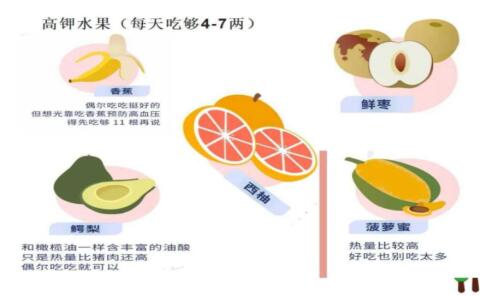 高钾水果（每天吃够4-7两）
香蕉
偶尔吃吃挺好的
但想光靠吃香蕉预防高血压
得先吃够 11 根再说
鲜枣
西柚
鳄梨
和橄榄油一样含丰富的油酸
只是热量比猪肉还高
偶尔吃吃就可以
菠萝蜜
热量比较高
好吃也别吃太多